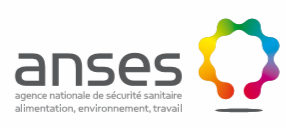 anses
agence nationale de sécurité sanitaire
alimentation, environnement, travail